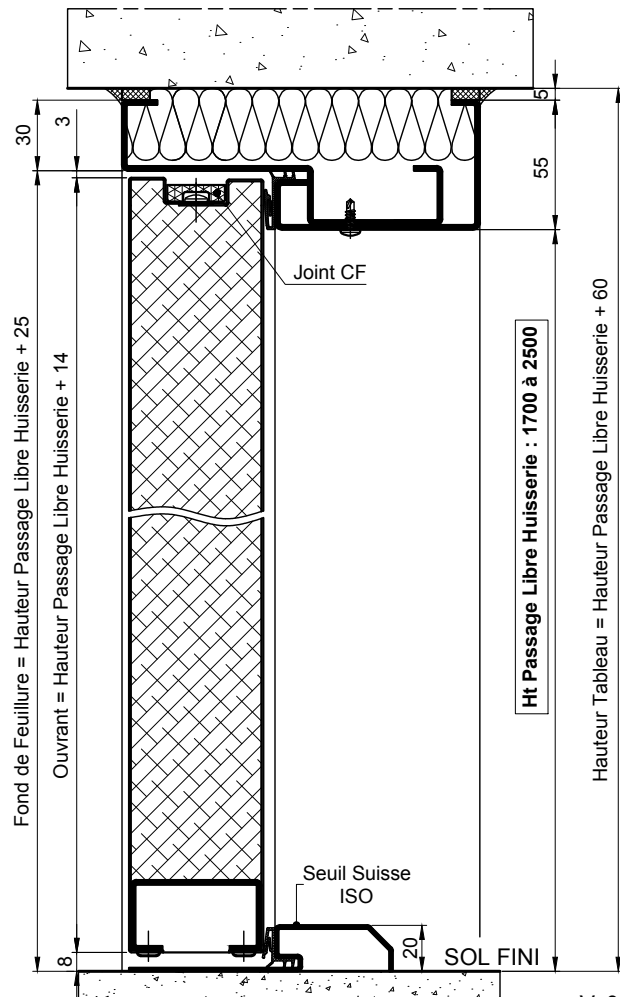 5
30
3
55
Joint CF
Fond de Feuillure = Hauteur Passage Libre Huisserie + 25
Ouvrant = Hauteur Passage Libre Huisserie + 14
Ht Passage Libre Huisserie : 1700 à 2500
Hauteur Tableau = Hauteur Passage Libre Huisserie + 60
Seuil Suisse
ISO
20
SOL FINI
8